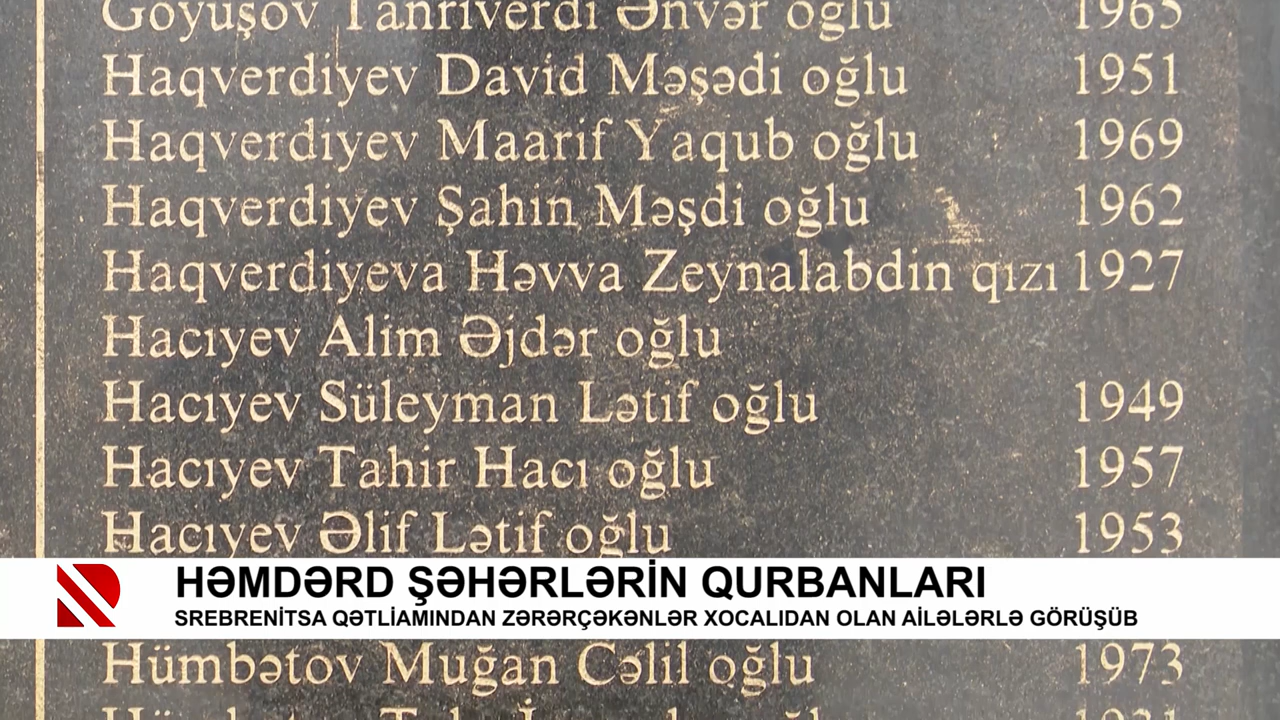 Goyuşov Tanrıverdi Ənvər oğlu 1965
Haqverdiyev David Məşədi oğlu 1951
Haqverdiyev Maarif Yaqub oğlu 1969
Haqverdiyev Şahin Məşdi oğlu 1962
Haqverdiyeva Həvva Zeynalabdin qızı 1927
Hacıyev Alim Əjdər oğlu
Hacıyev Süleyman Lətif oğlu 1949
Hacıyev Tahir Hacı oğlu 1957
Hacıyev Əlif Lətif oğlu 1953
HƏMDƏRD ŞƏHƏRLƏRİN QURBANLARI
SREBRENİTSA QƏTLİAMINDAN ZƏRƏRÇƏKƏNLƏR XOCALIDAN OLAN AİLƏLƏRLƏ GÖRÜŞÜB
Hümbətov Muğan Cəlil oğlu 1973